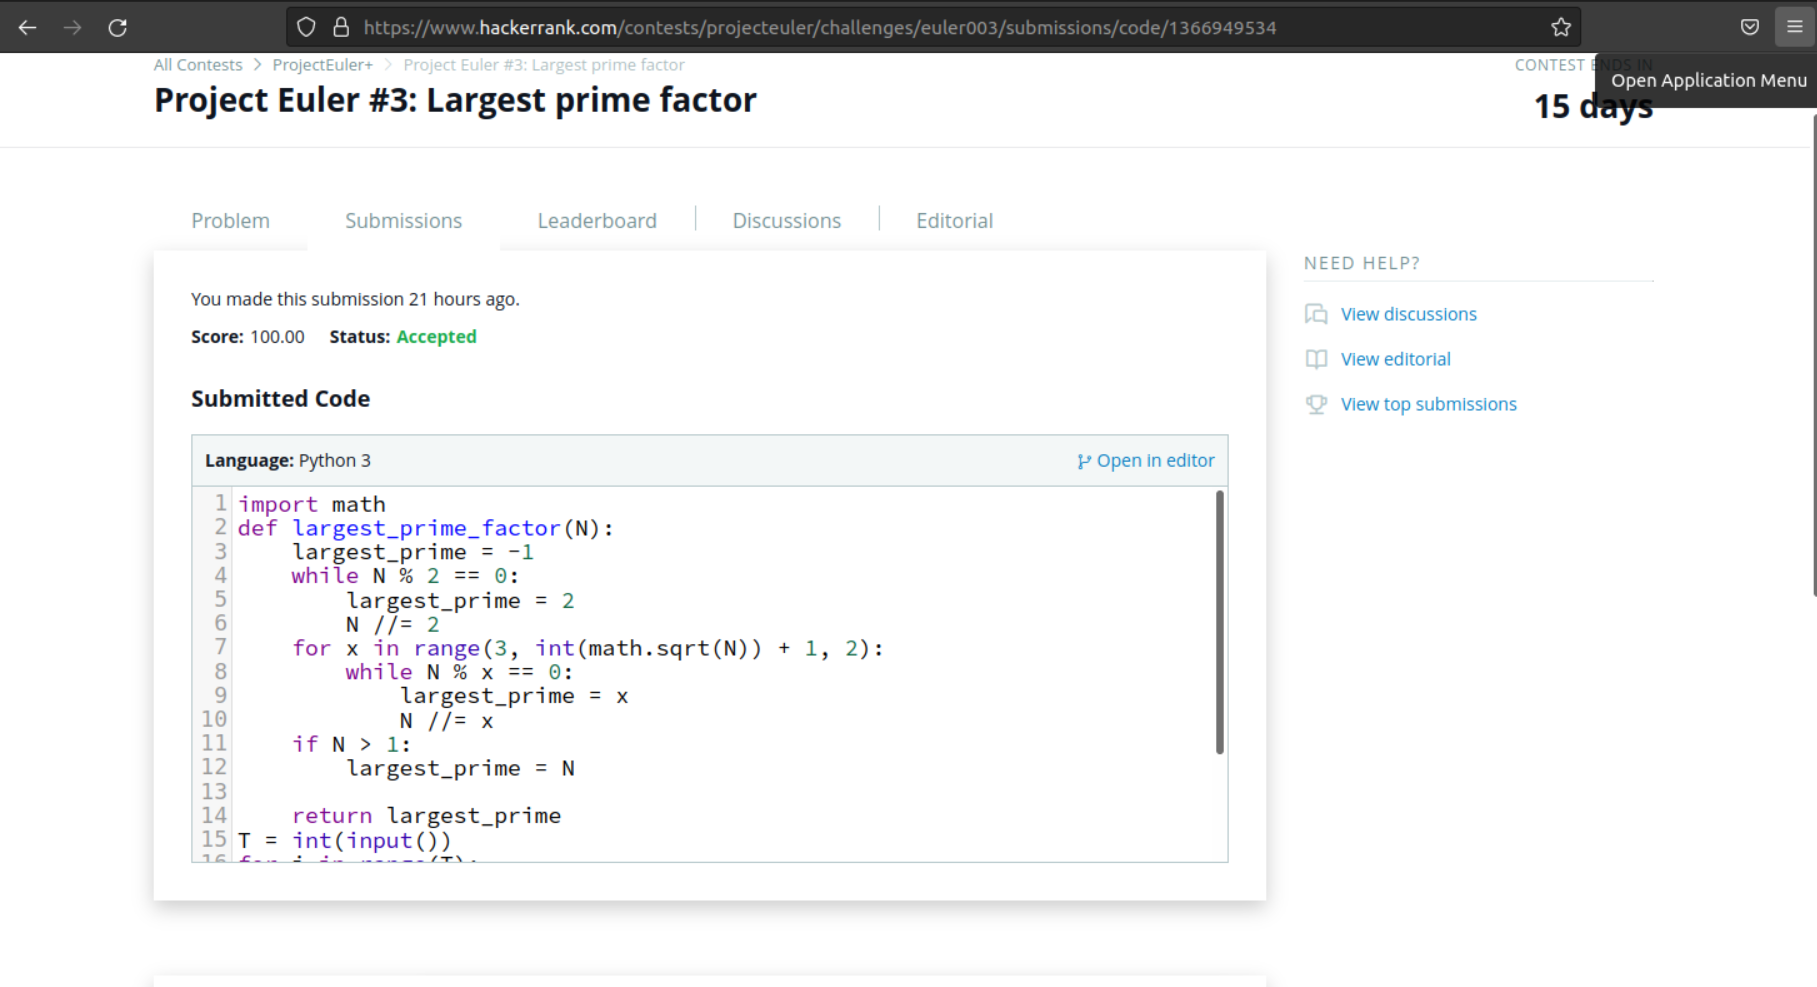 https://www.hackerrank.com/contests/projecteuler/challenges/euler003/submissions/code/1366949534
All Contests > ProjectEuler+ > Project Euler #3: Largest prime factor
CONTEST ENDS IN
Open Application Menu
Project Euler #3: Largest prime factor
15 days
Problem Submissions Leaderboard Discussions Editorial
NEED HELP?
You made this submission 21 hours ago.
View discussions
Score: 100.00 Status: Accepted
View editorial
Submitted Code
View top submissions
Language: Python 3
Open in editor
1 import math
2 def largest_prime_factor(N):
3     largest_prime = -1
4     while N % 2 == 0:
5         largest_prime = 2
6         N //= 2
7     for x in range(3, int(math.sqrt(N)) + 1, 2):
8         while N % x == 0:
9             largest_prime = x
10             N //= x
11     if N > 1:
12         largest_prime = N
13
14     return largest_prime
15 T = int(input())
16 for i in range(T):